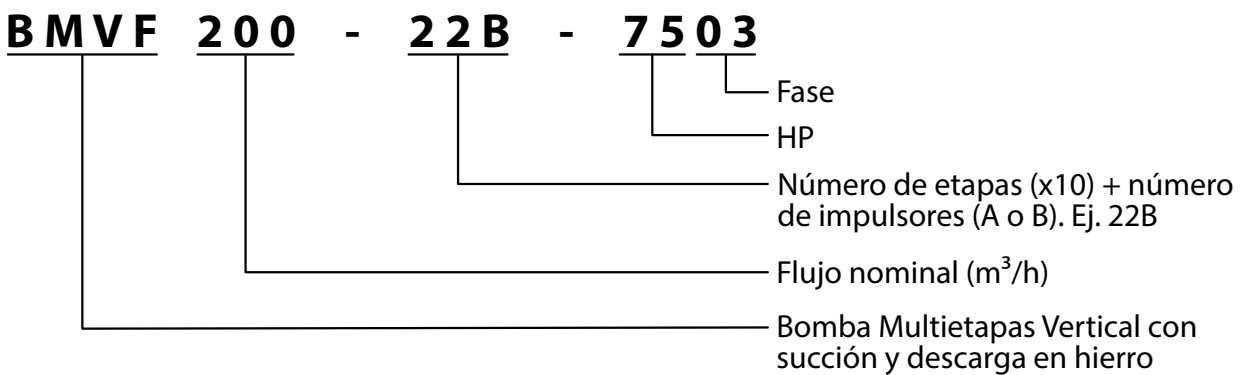 BMVF 200 - 22B - 7503
Fase
HP
Número de etapas (x10) + número
de impulsores (A o B). Ej. 22B
Flujo nominal (m³/h)
Bomba Multietapas Vertical con
succión y descarga en hierro